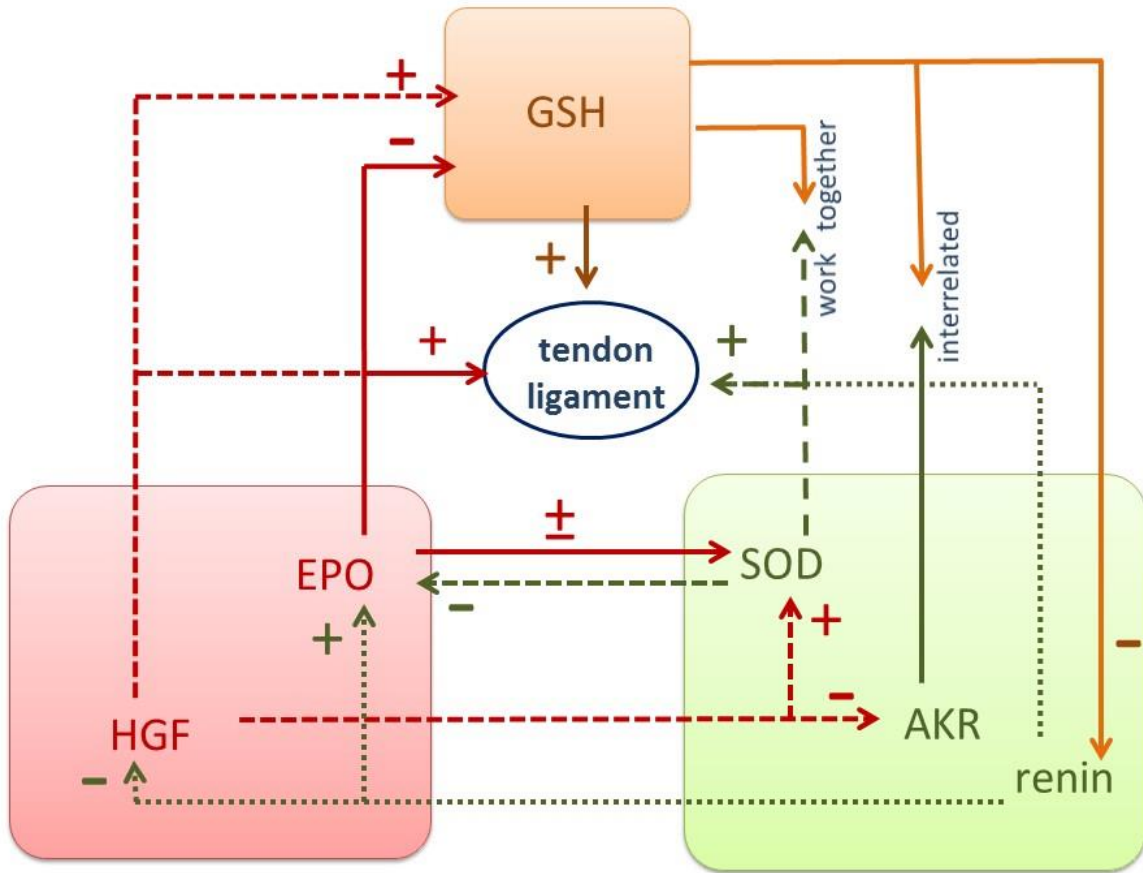 +
GSH
-
work together
+
interrelated
tendon
+
+
ligament
±
EPO
SOD
-
+
+
-
-
HGF
AKR
-
renin